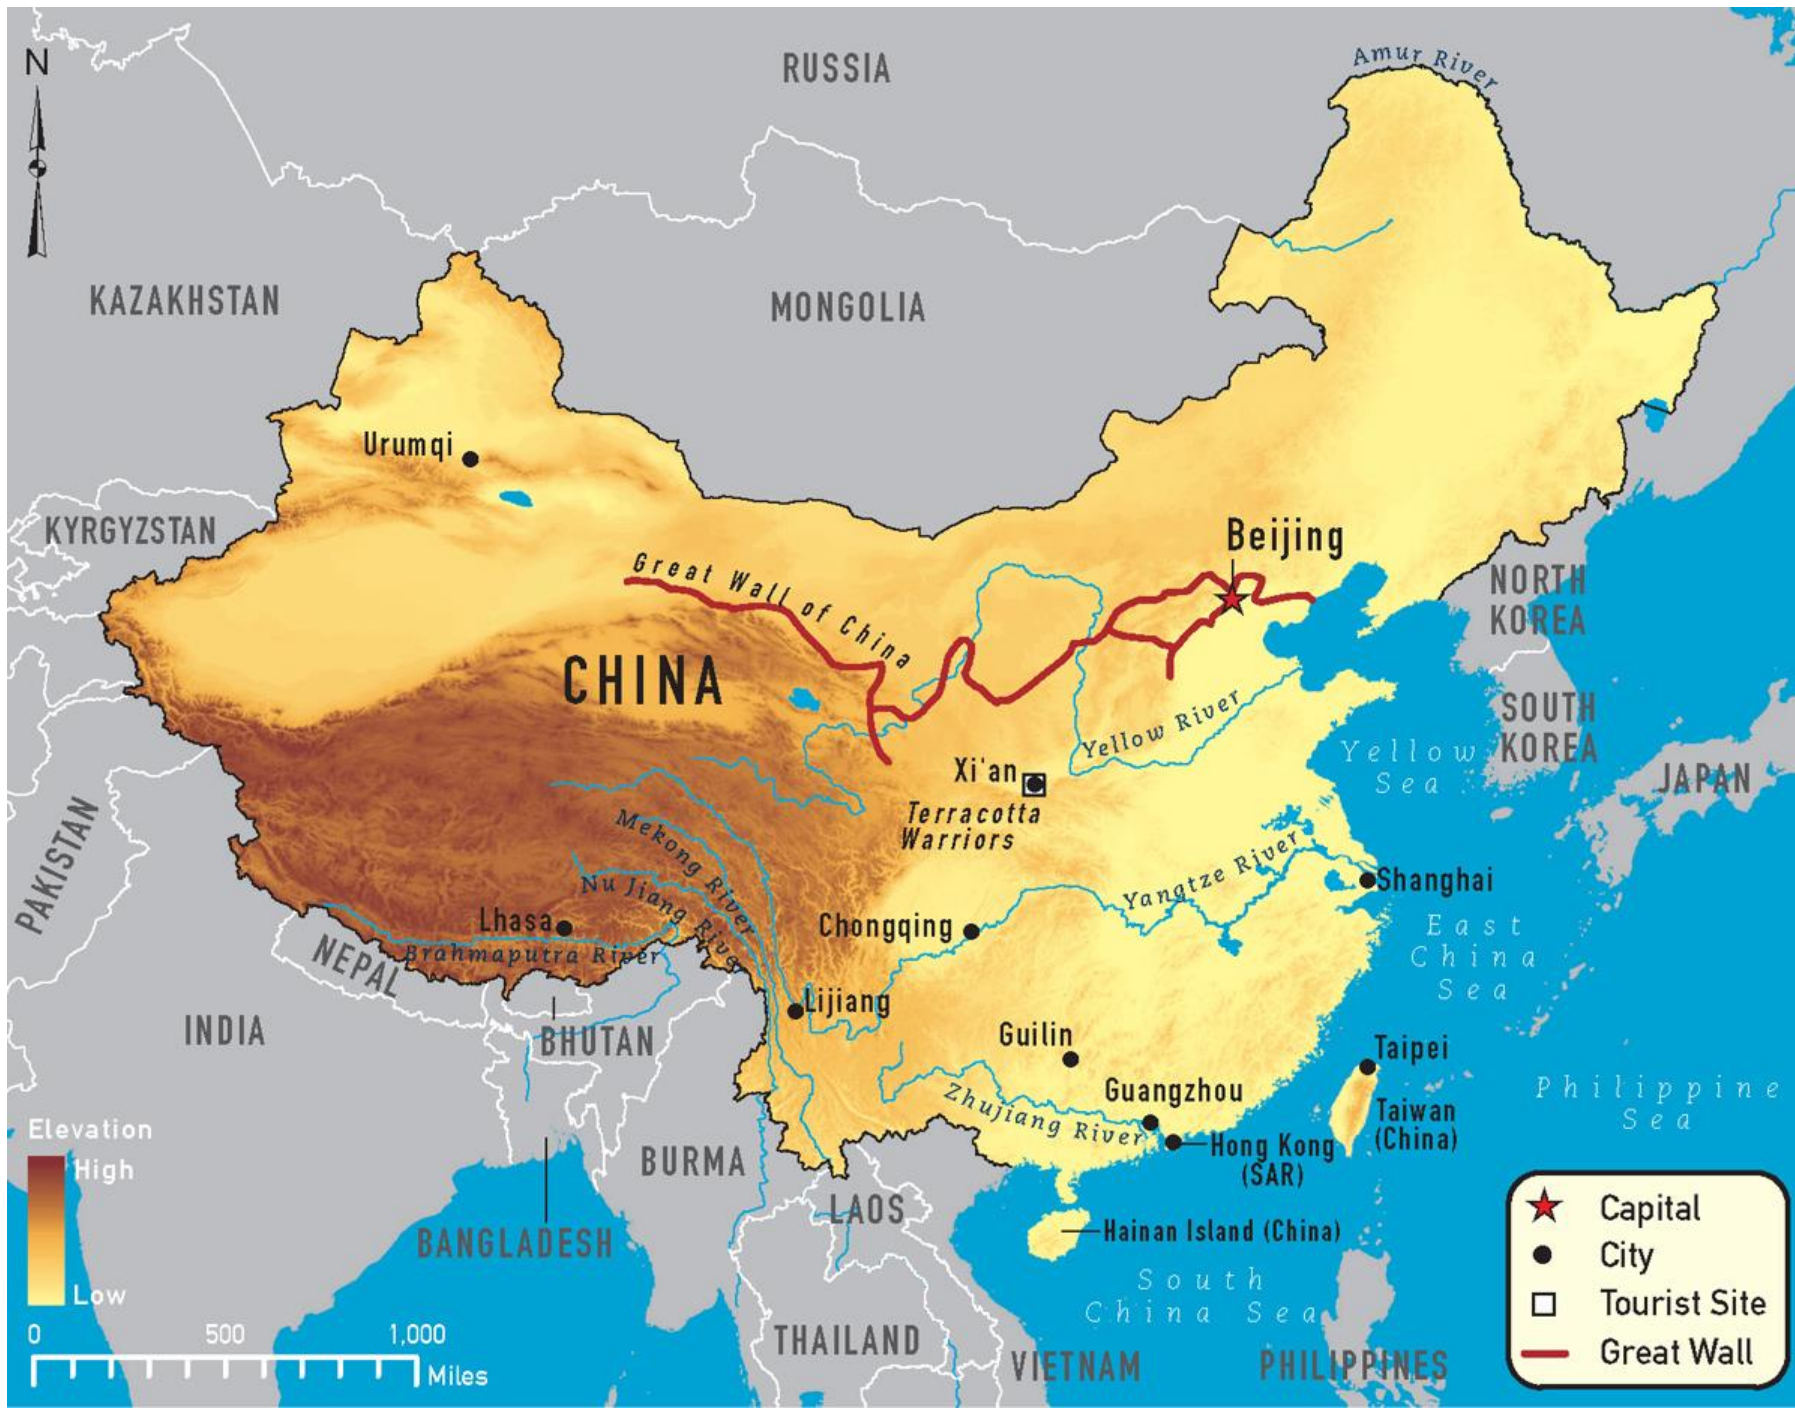 N
RUSSIA
Amur River
KAZAKHSTAN
MONGOLIA
Urumqi
KYRGYZSTAN
Beijing
Great Wall of China
NORTH
KOREA
CHINA
SOUTH
KOREA
Yellow River
Yellow
Sea
JAPAN
Xi'an
Terracotta
Warriors
PAKISTAN
Mekong River
Nu Jiang River
Yangtze River
Shanghai
Lhasa
Chongqing
East
China
Sea
NEPAL
Brahmaputra River
Lijiang
INDIA
BHUTAN
Guilin
Taipei
Guangzhou
Zhujiang River
Philippine
Sea
Taiwan
(China)
Hong Kong
(SAR)
BURMA
LAOS
BANGLADESH
Hainan Island (China)
South
China Sea
THAILAND
VIETNAM
PHILIPPINES
Elevation
High
Low
0 500 1,000
Miles
Capital
City
Tourist Site
Great Wall